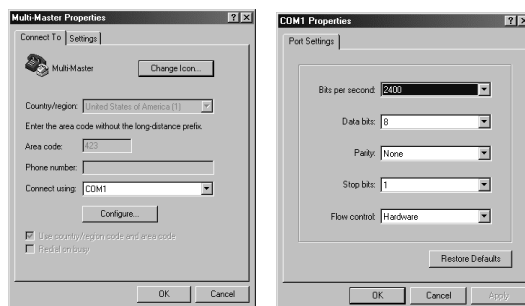 Multi-Master Properties
Connect To
Settings
Multi-Master
Change Icon...
Country/region:
United States of America (1)
Enter the area code without the long-distance prefix.
Area code:
423
Phone number:
Connect using:
COM1
Configure...
Use country/region code and area code
Redial on busy
OK
Cancel
COM1 Properties
Port Settings
Bits per second:
2400
Data bits:
8
Parity:
None
Stop bits:
1
Flow control:
Hardware
Restore Defaults
OK
Cancel
Apply